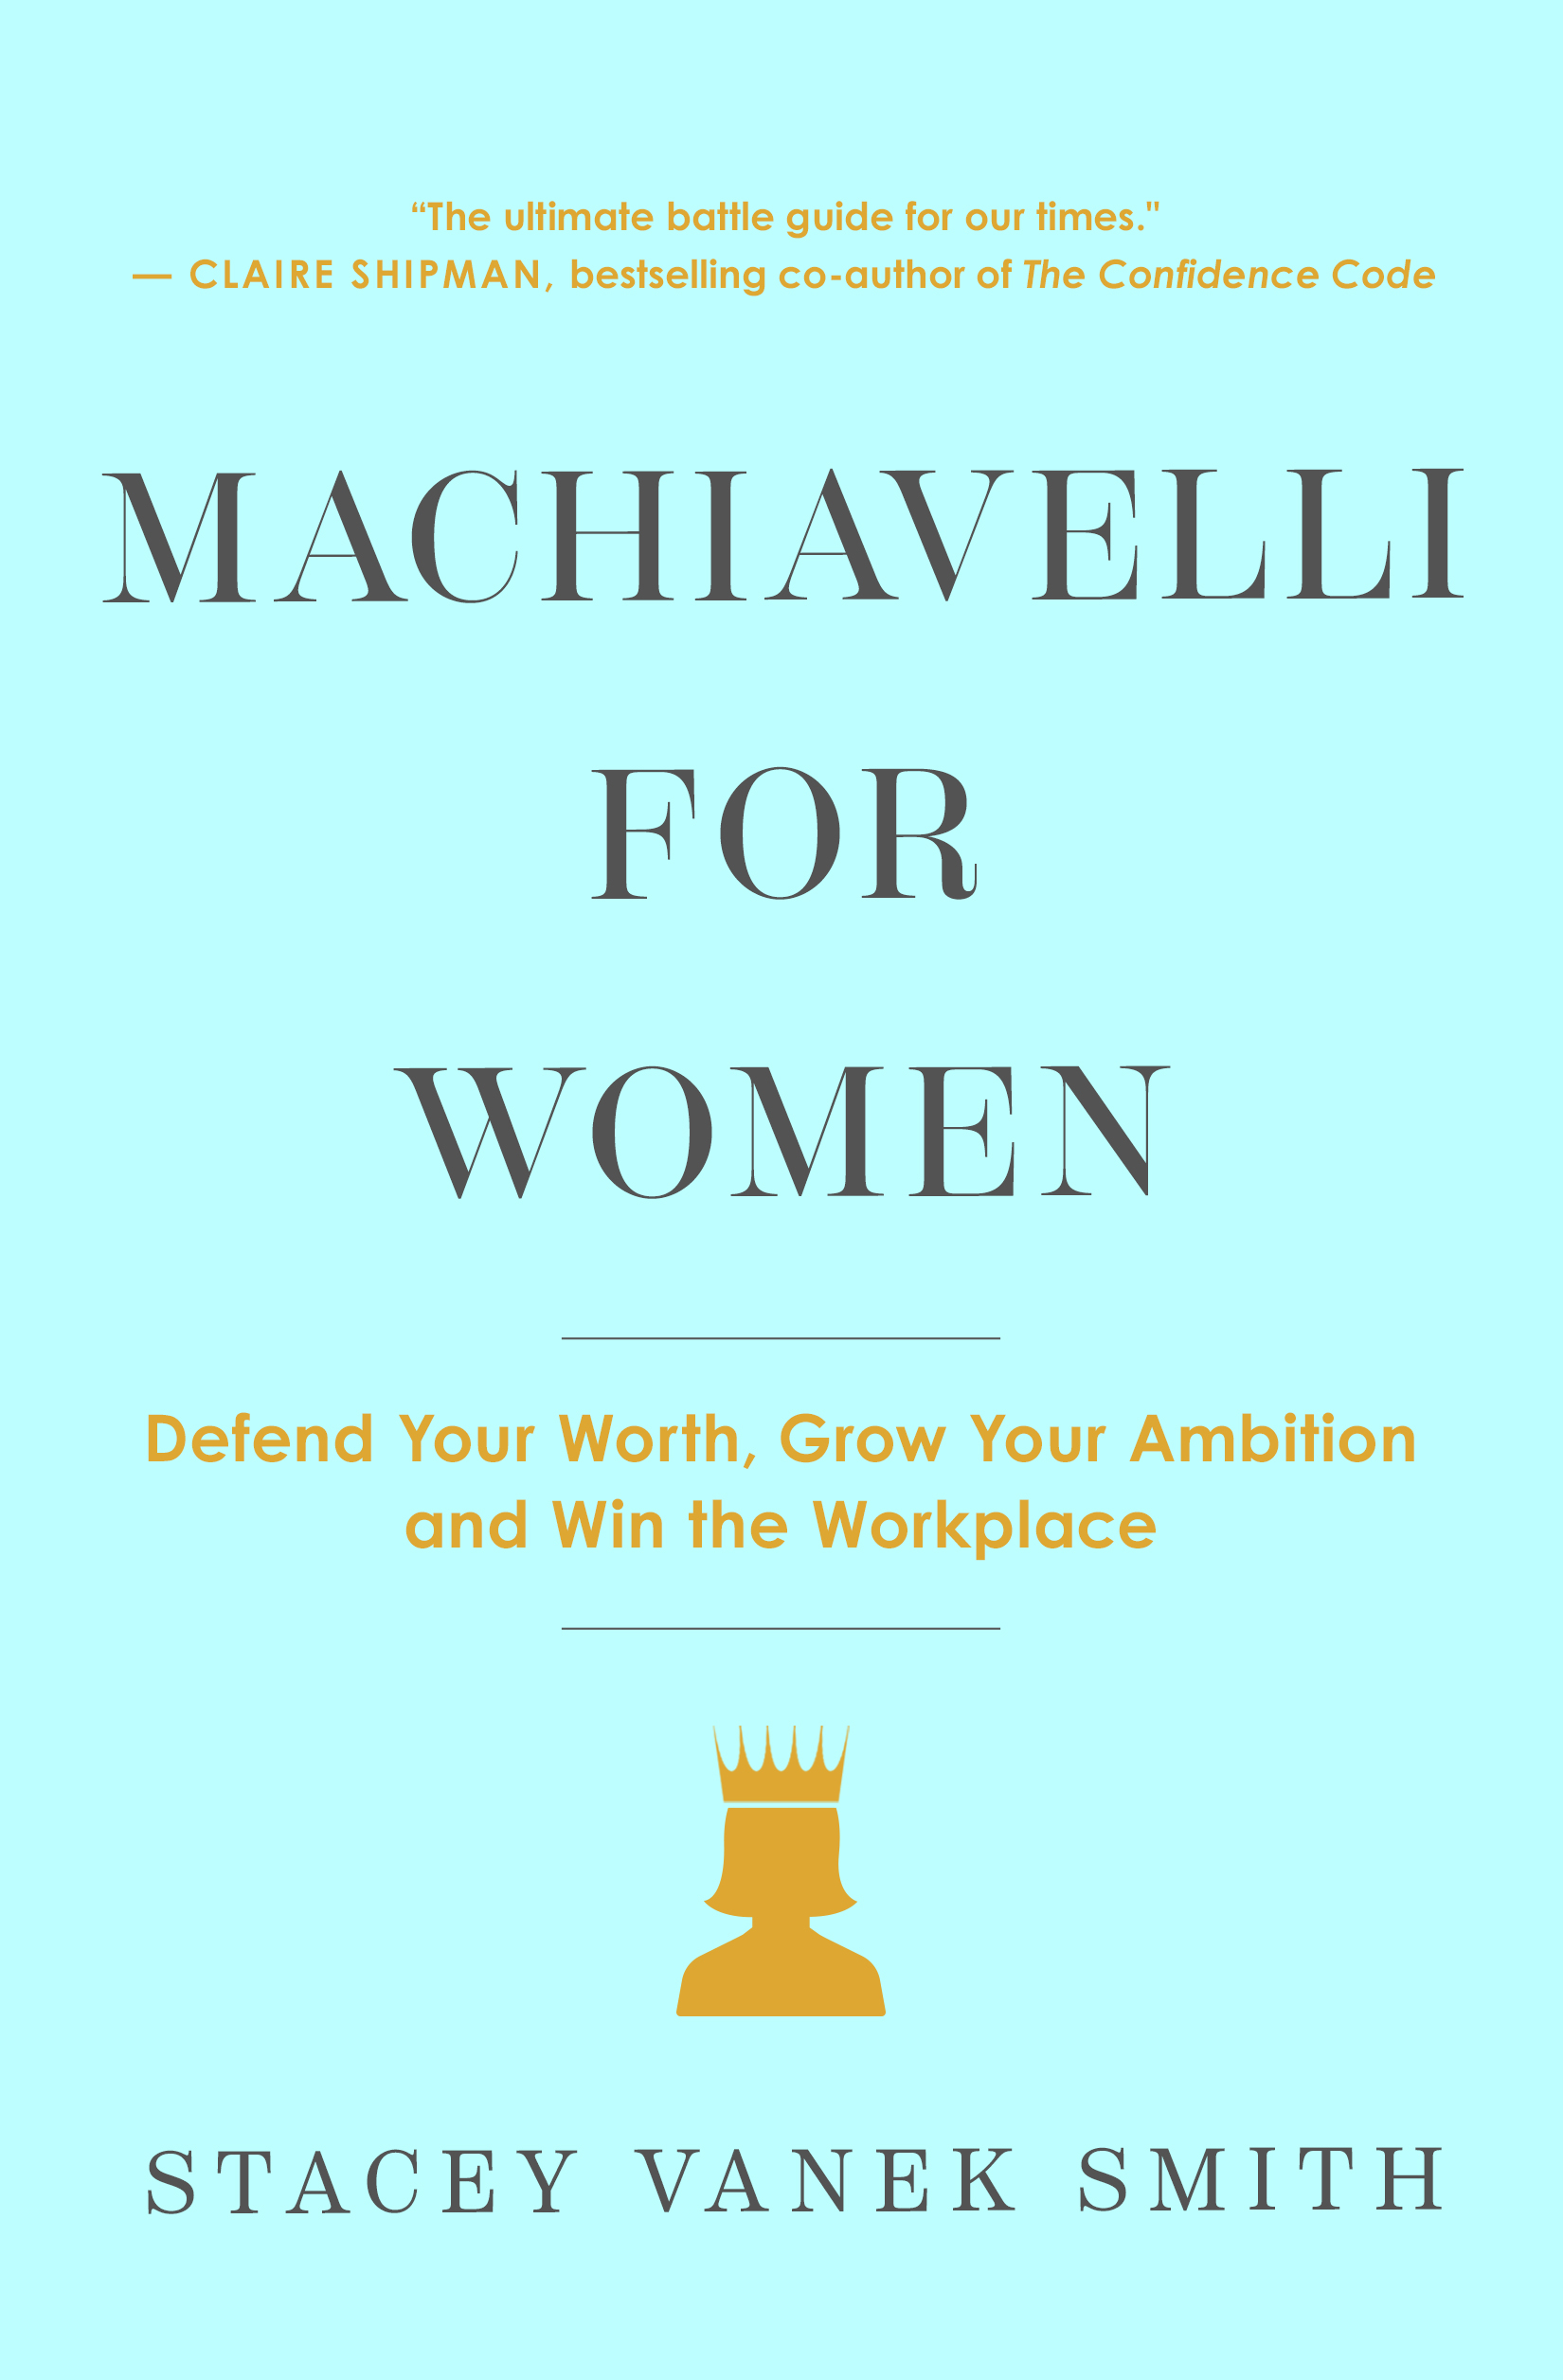 “The ultimate battle guide for our times."
— CLAIRE SHIPMAN, bestselling co-author of The Confidence Code
MACHIAVELLI
FOR
WOMEN
Defend Your Worth, Grow Your Ambition
and Win the Workplace
STACEY VANEK SMITH